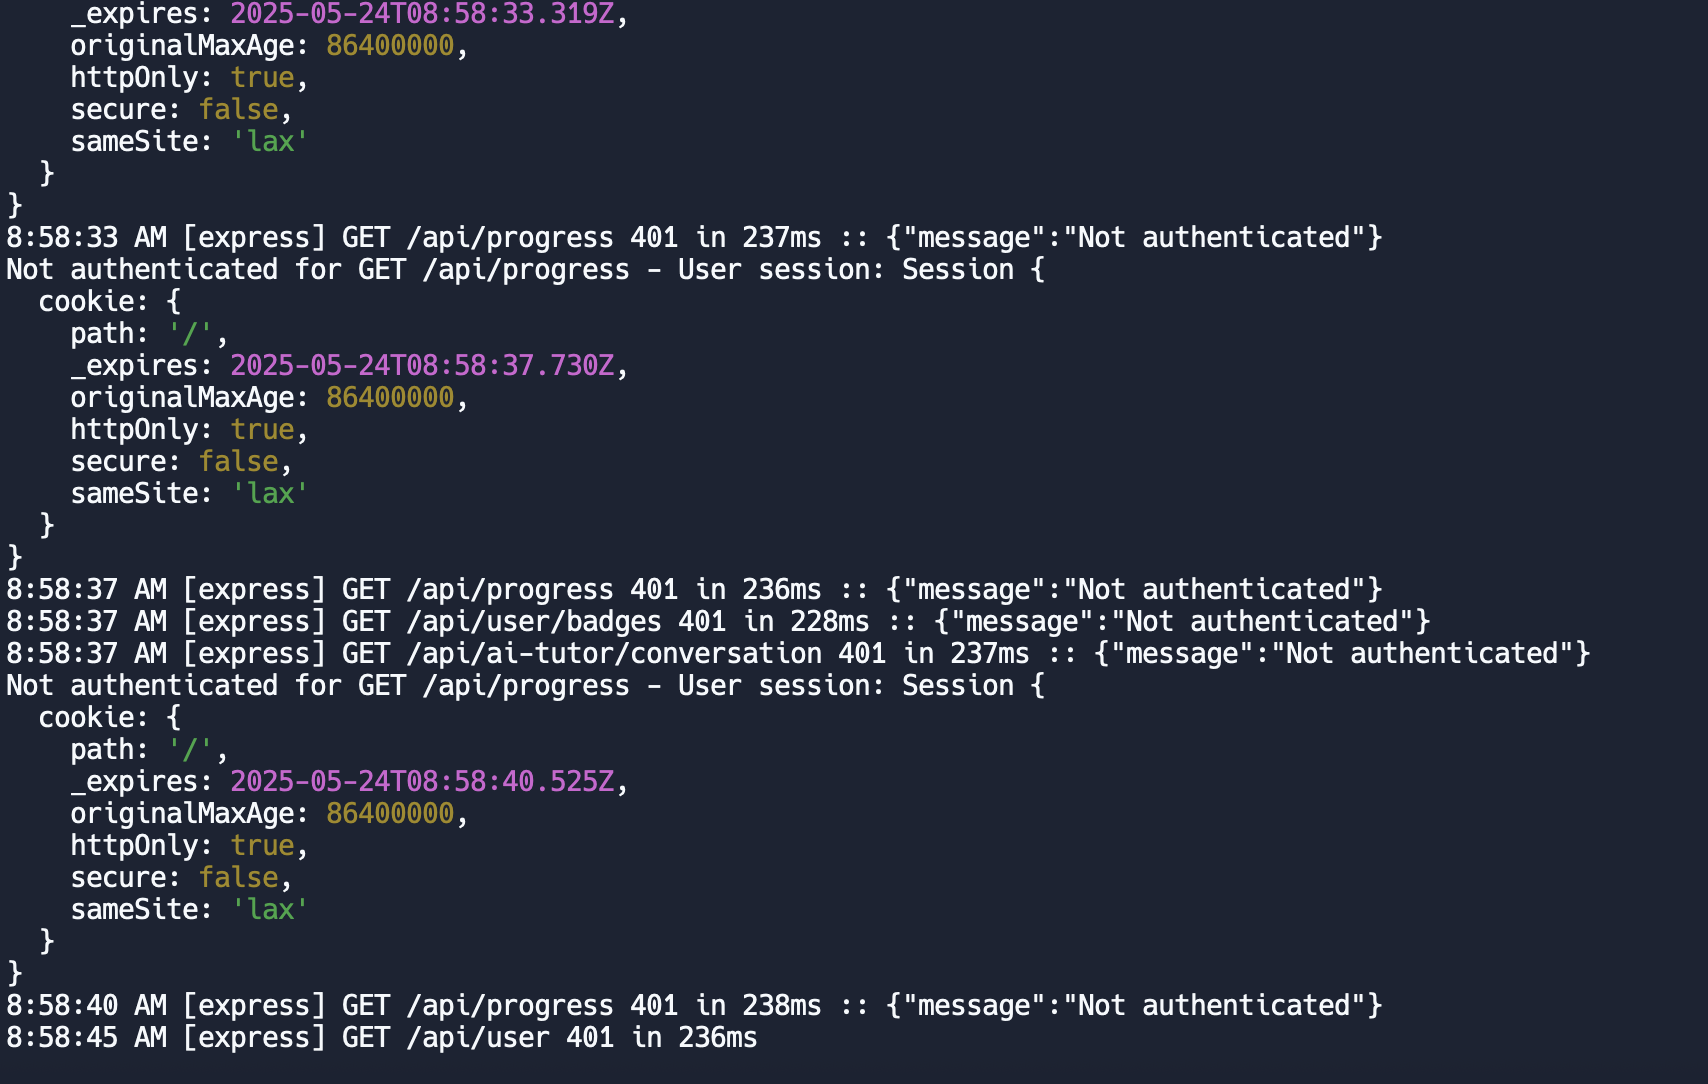 _expires: 2025-05-24T08:58:33.319Z,
    originalMaxAge: 86400000,
    httpOnly: true,
    secure: false,
    sameSite: 'lax'
  }
}
8:58:33 AM [express] GET /api/progress 401 in 237ms :: {"message":"Not authenticated"}
Not authenticated for GET /api/progress - User session: Session {
  cookie: {
    path: '/',
    _expires: 2025-05-24T08:58:37.730Z,
    originalMaxAge: 86400000,
    httpOnly: true,
    secure: false,
    sameSite: 'lax'
  }
}
8:58:37 AM [express] GET /api/progress 401 in 236ms :: {"message":"Not authenticated"}
8:58:37 AM [express] GET /api/user/badges 401 in 228ms :: {"message":"Not authenticated"}
8:58:37 AM [express] GET /api/ai-tutor/conversation 401 in 237ms :: {"message":"Not authenticated"}
Not authenticated for GET /api/progress - User session: Session {
  cookie: {
    path: '/',
    _expires: 2025-05-24T08:58:40.525Z,
    originalMaxAge: 86400000,
    httpOnly: true,
    secure: false,
    sameSite: 'lax'
  }
}
8:58:40 AM [express] GET /api/progress 401 in 238ms :: {"message":"Not authenticated"}
8:58:45 AM [express] GET /api/user 401 in 236ms